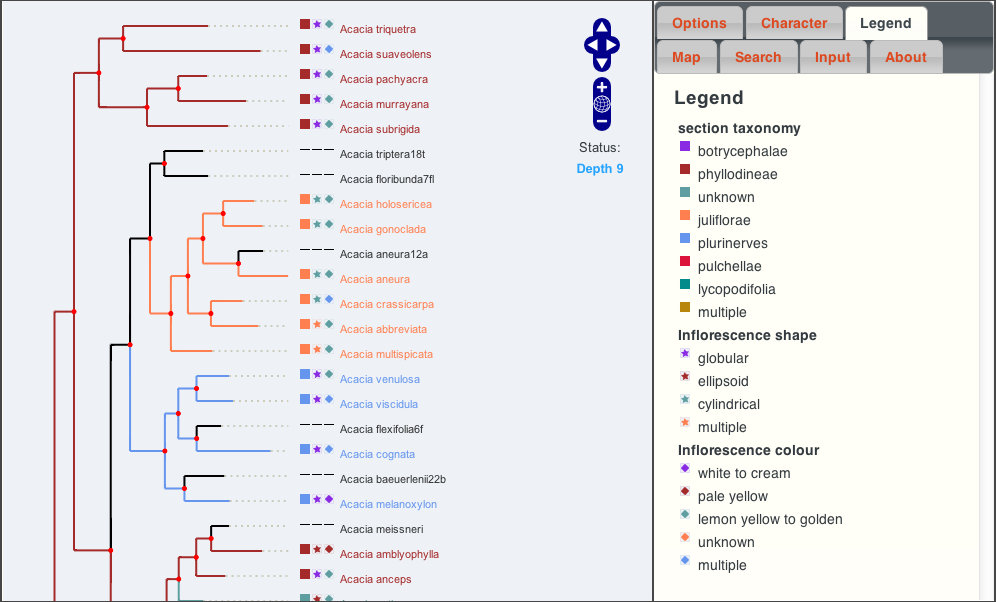 Acacia triquetra
Acacia suaveolens
Acacia pachyacra
Acacia murrayana
Acacia subrigida
Acacia triptera18t
Acacia floribunda7fl
Acacia holosericea
Acacia gonoclada
Acacia aneura12a
Acacia aneura
Acacia crassicarpa
Acacia abbreviata
Acacia multispicata
Acacia venulosa
Acacia viscidula
Acacia flexifolia6f
Acacia cognata
Acacia baeuerlenii22b
Acacia melanoxylon
Acacia meissneri
Acacia amblyophylla
Acacia anceps
Status:
Depth 9
Options Character Legend
Map Search Input About
Legend
section taxonomy
botrycephalae
phyllodineae
unknown
juliflorae
plurinerves
pulchellae
lycopodifolia
multiple
Inflorescence shape
globular
ellipsoid
cylindrical
multiple
Inflorescence colour
white to cream
pale yellow
lemon yellow to golden
unknown
multiple